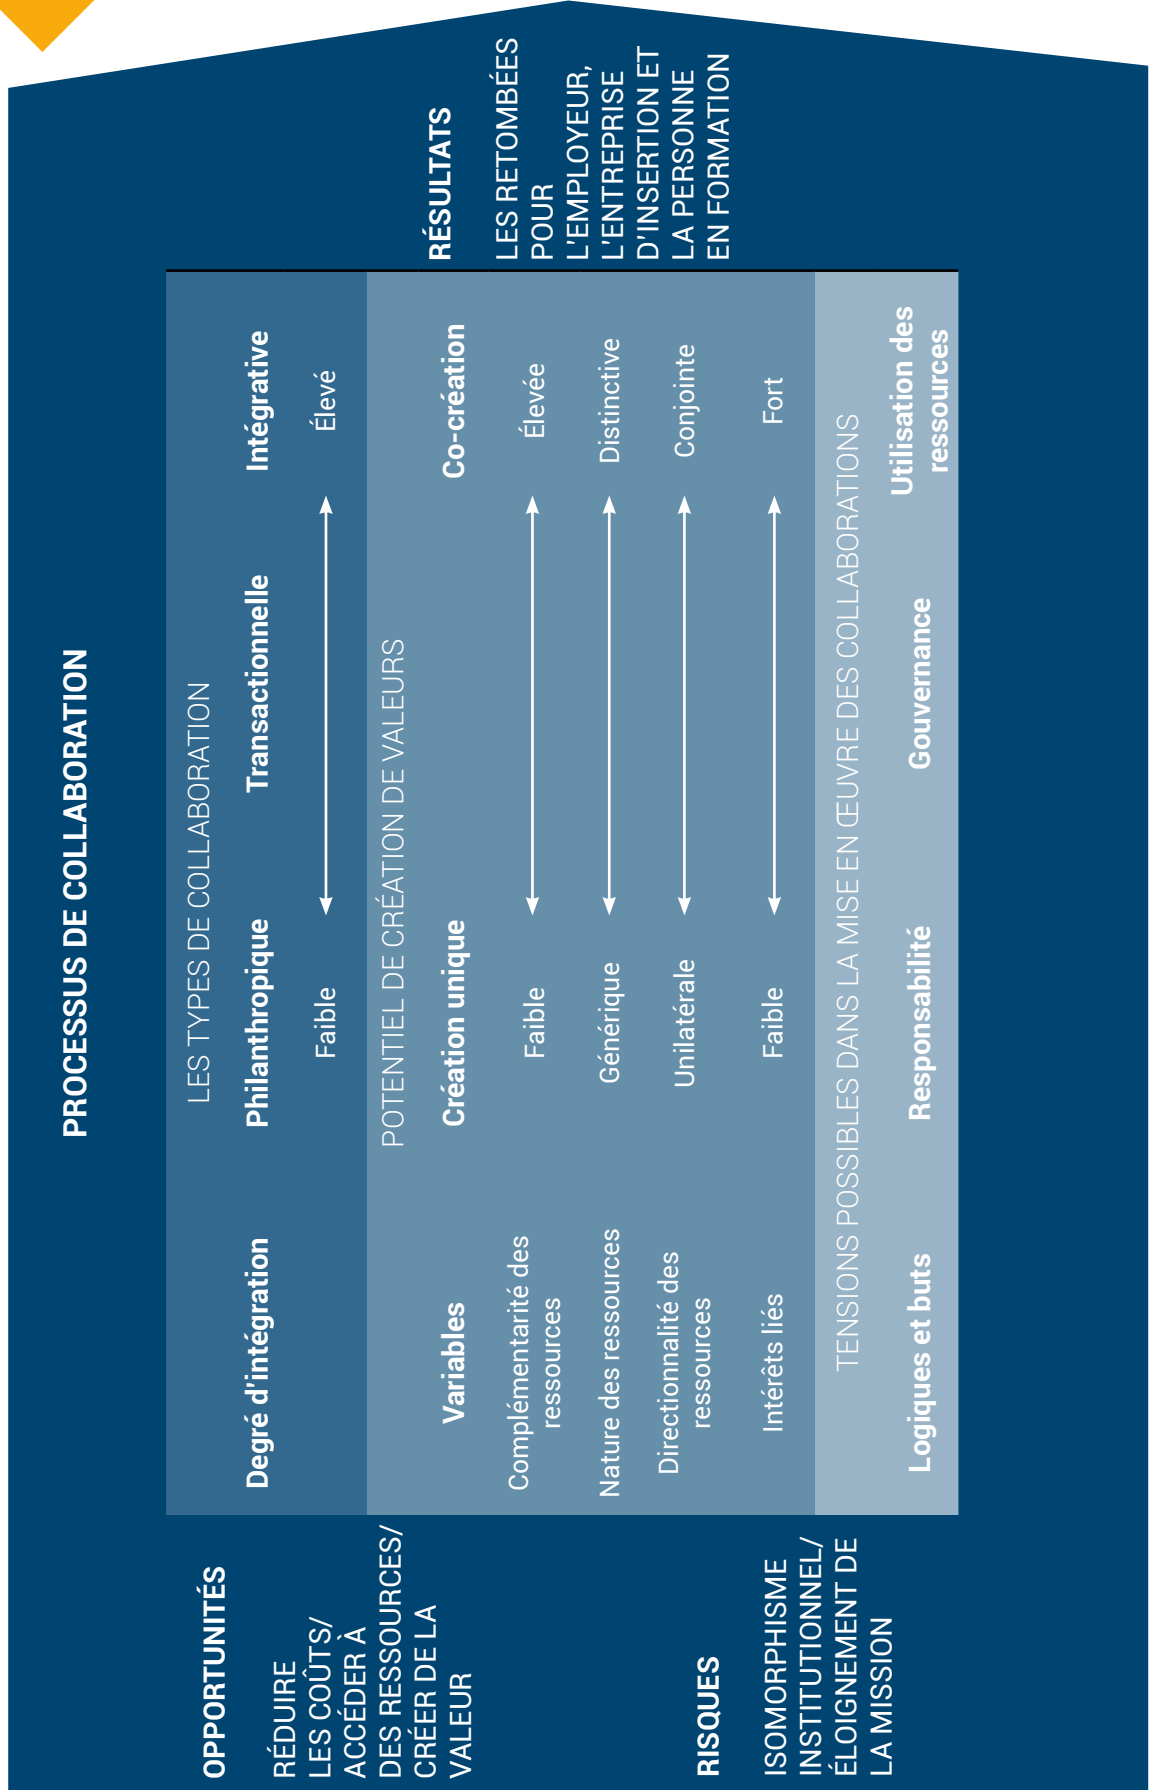 PROCESSUS DE COLLABORATION
OPPORTUNITÉS
RÉDUIRE
LES COÛTS/
ACCÉDER À
DES RESSOURCES/
CRÉER DE LA
VALEUR
RISQUES
ISOMORPHISME
INSTITUTIONNEL/
ÉLOIGNEMENT DE
LA MISSION
LES TYPES DE COLLABORATION
Degré d'intégration Philanthropique Transactionnelle Intégrative
Faible Élevé
POTENTIEL DE CRÉATION DE VALEURS
Variables Création unique Co-création
Complémentarité des
ressources
Faible Élevée
Nature des ressources Générique Distinctive
Directionnalité des
ressources
Unilatérale Conjointe
Intérêts liés Faible Fort
TENSIONS POSSIBLES DANS LA MISE EN ŒUVRE DES COLLABORATIONS
Logiques et buts Responsabilité Gouvernance Utilisation des
ressources
RÉSULTATS
LES RETOMBÉES
POUR
L'EMPLOYEUR,
L'ENTREPRISE
D'INSERTION ET
LA PERSONNE
EN FORMATION